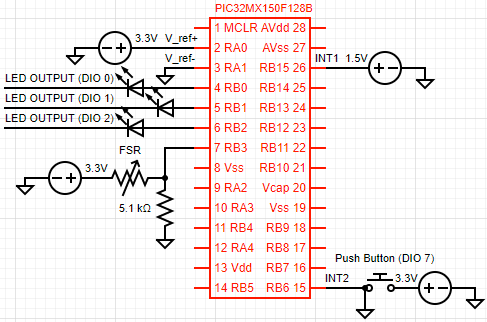 PIC32MX150F128B
3.3V V_ref+
V_ref-
1 MCLR AVdd 28
2 RA0 AVss 27
3 RA1 RB15 26
4 RB0 RB14 25
5 RB1 RB13 24
6 RB2 RB12 23
7 RB3 RB11 22
8 Vss RB10 21
9 RA2 Vcap 20
10 RA3 Vss 19
11 RB4 RB9 18
12 RA4 RB8 17
13 Vdd RB7 16
14 RB5 RB6 15
INT1 1.5V
LED OUTPUT (DIO 0)
LED OUTPUT (DIO 1)
LED OUTPUT (DIO 2)
FSR
3.3V
5.1 kΩ
Push Button (DIO 7)
INT2 3.3V